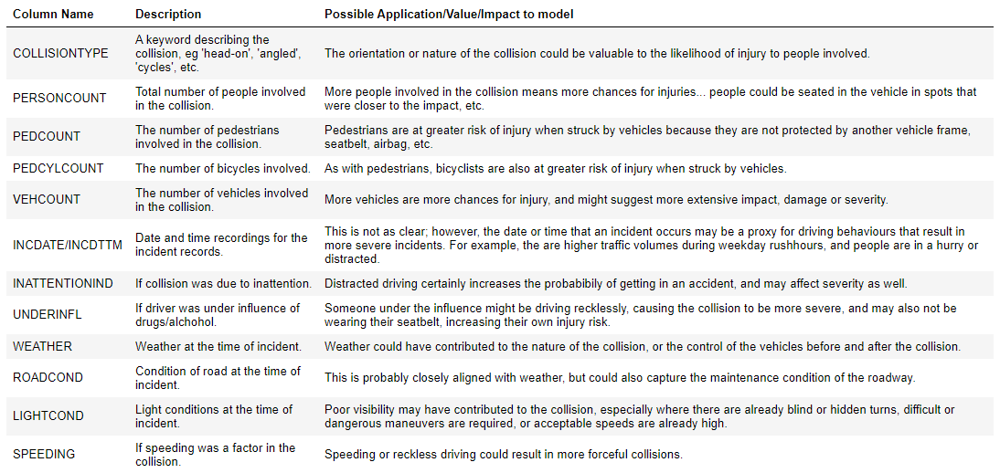 Column Name Description Possible Application/Value/Impact to model
COLLISIONTYPE
A keyword describing the
collision, eg 'head-on', 'angled',
'cycles', etc.
The orientation or nature of the collision could be valuable to the likelihood of injury to people involved.
PERSONCOUNT
Total number of people involved
in the collision.
More people involved in the collision means more chances for injuries... people could be seated in the vehicle in spots that
were closer to the impact, etc.
PEDCOUNT
The number of pedestrians
involved in the collision.
Pedestrians are at greater risk of injury when struck by vehicles because they are not protected by another vehicle frame,
seatbelt, airbag, etc.
PEDCYLCOUNT The number of bicycles involved. As with pedestrians, bicyclists are also at greater risk of injury when struck by vehicles.
VEHCOUNT
The number of vehicles involved
in the collision.
More vehicles are more chances for injury, and might suggest more extensive impact, damage or severity.
INCDATE/INCDTTM
Date and time recordings for the
incident records.
This is not as clear; however, the date or time that an incident occurs may be a proxy for driving behaviours that result in
more severe incidents. For example, the are higher traffic volumes during weekday rushhours, and people are in a hurry or
distracted.
INATTENTIONIND If collision was due to inattention. Distracted driving certainly increases the probabibily of getting in an accident, and may affect severity as well.
UNDERINFL
If driver was under influence of
drugs/alchohol.
Someone under the influence might be driving recklessly, causing the collision to be more severe, and may also not be
wearing their seatbelt, increasing their own injury risk.
WEATHER Weather at the time of incident. Weather could have contributed to the nature of the collision, or the control of the vehicles before and after the collision.
ROADCOND
Condition of road at the time of
incident.
This is probably closely aligned with weather, but could also capture the maintenance condition of the roadway.
LIGHTCOND
Light conditions at the time of
incident.
Poor visibility may have contributed to the collision, especially where there are already blind or hidden turns, difficult or
dangerous maneuvers are required, or acceptable speeds are already high.
SPEEDING
If speeding was a factor in the
collision.
Speeding or reckless driving could result in more forceful collisions.